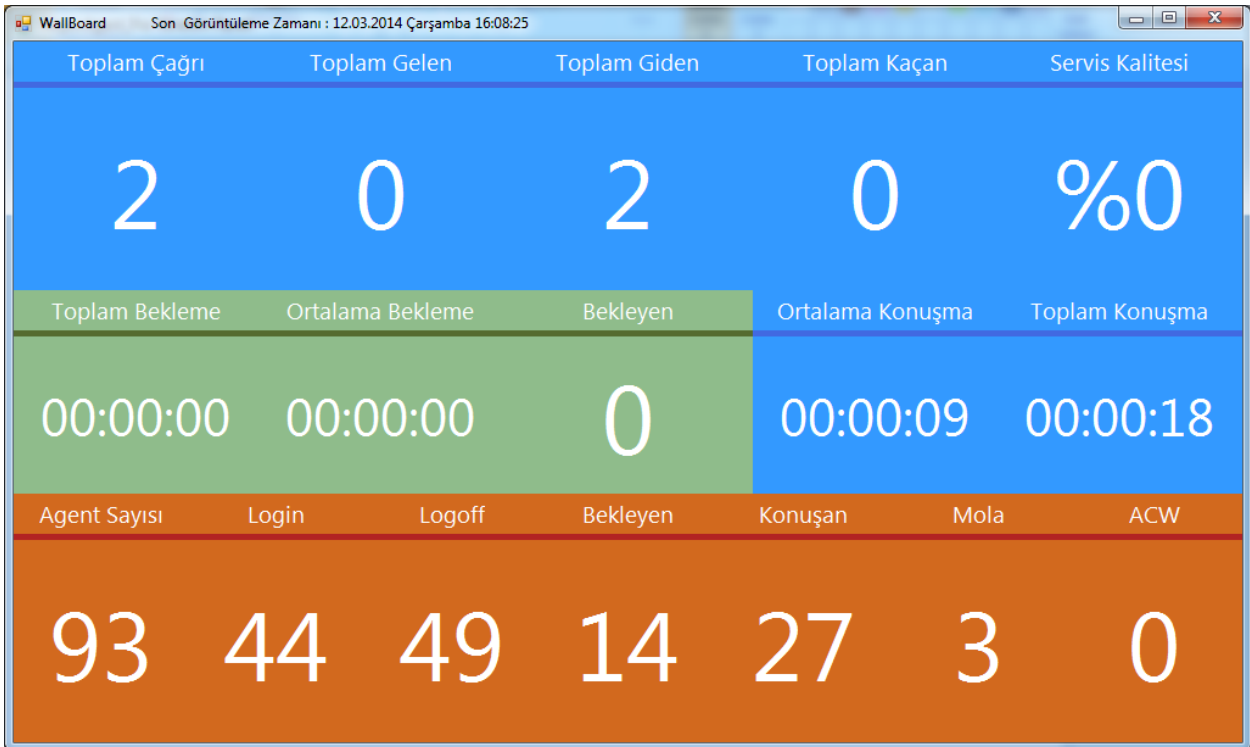 WallBoard Son Görüntüleme Zamanı : 12.03.2014 Çarşamba 16:08:25
Toplam Çağrı Toplam Gelen Toplam Giden Toplam Kaçan Servis Kalitesi
2 0 2 0 %0
Toplam Bekleme Ortalama Bekleme Bekleyen Ortalama Konuşma Toplam Konuşma
00:00:00 00:00:00 0 00:00:09 00:00:18
Agent Sayısı Login Logoff Bekleyen Konuşan Mola ACW
93 44 49 14 27 3 0